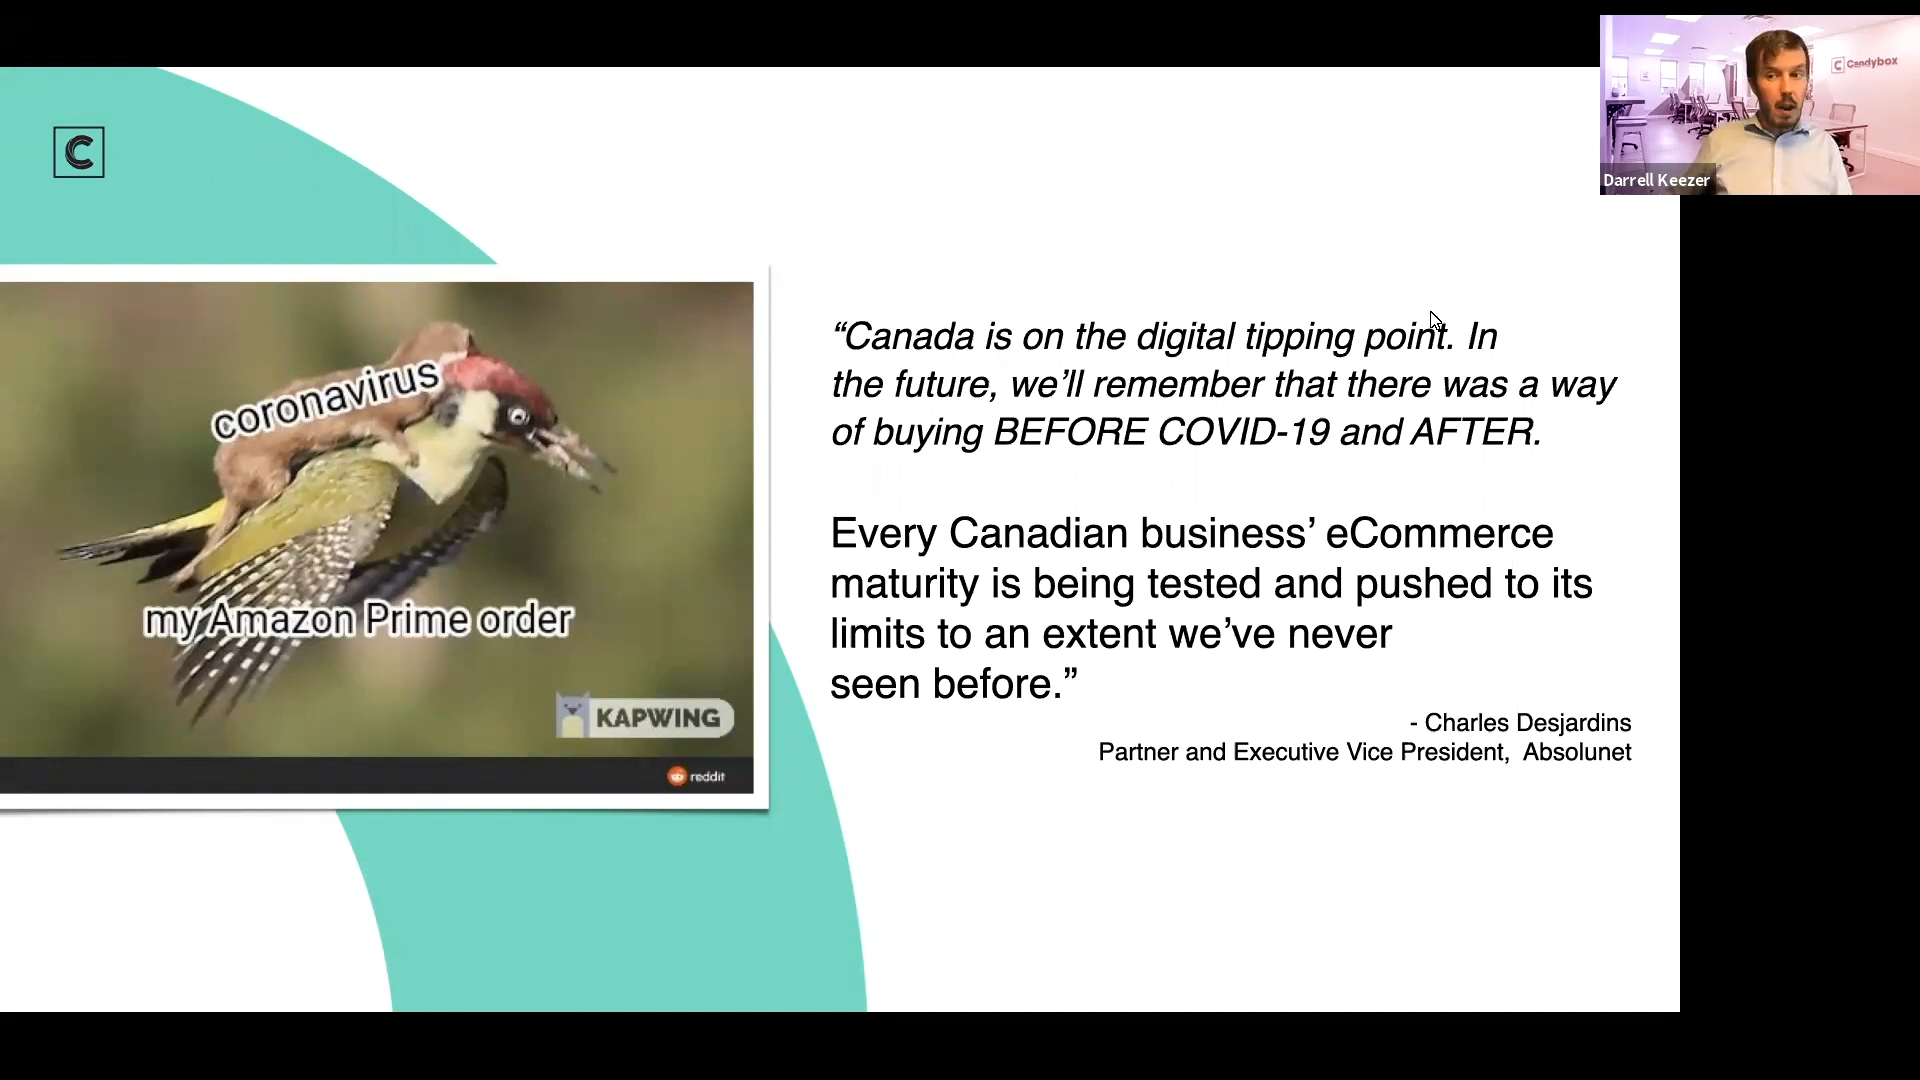 C
Candybox
Darrell Keezer
coronavirus
my Amazon Prime order
KAPWING
reddit
“Canada is on the digital tipping point. In
the future, we’ll remember that there was a way
of buying BEFORE COVID-19 and AFTER.
Every Canadian business’ eCommerce
maturity is being tested and pushed to its
limits to an extent we’ve never
seen before.”
- Charles Desjardins
Partner and Executive Vice President, Absolunet